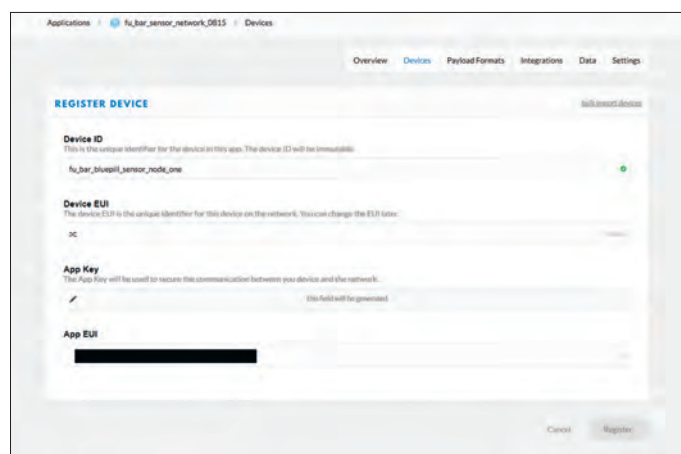 Applications / fu_bar_sensor_network_0815 / Devices
Overview Devices Payload Formats Integrations Data Settings
REGISTER DEVICE
bulk import devices
Device ID
This is the unique identifier for the device in this app. The device ID will be immutable.
fu_bar_bluepill_sensor_node_one
Device EUI
The device EUI is the unique identifier for this device on the network. You can change the EUI later.
App Key
The App Key will be used to secure the communication between you device and the network.
this field will be generated
App EUI
Cancel Register